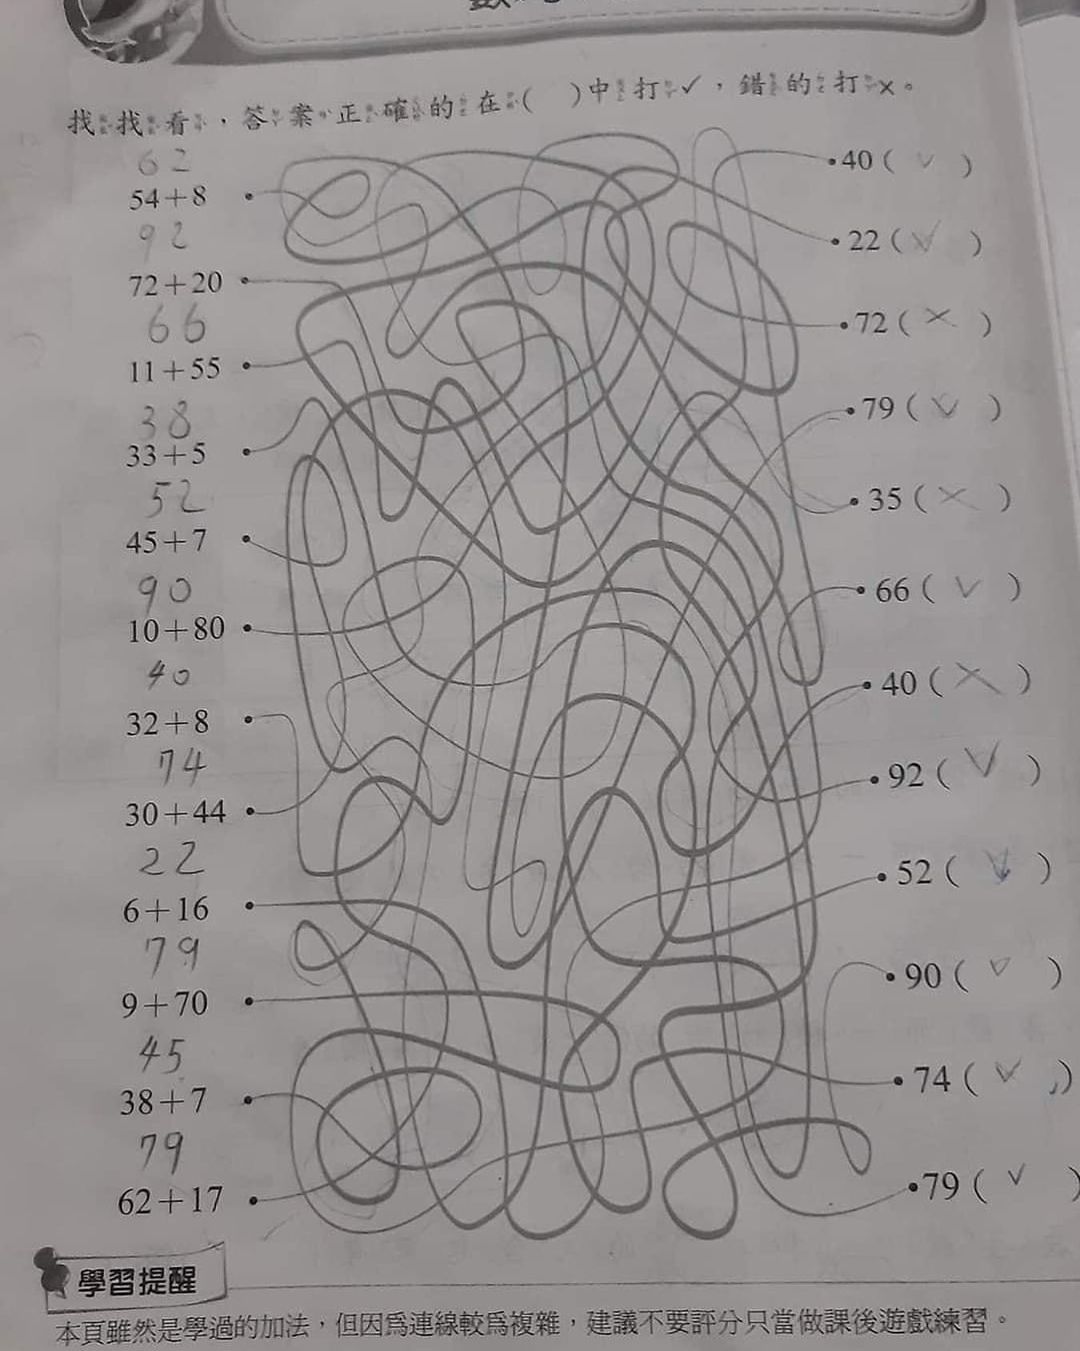 找找看,答案正確的在( )中打✓,錯的打×。
62
54+8
40( ✓ )
92
72+20
22( ✓ )
66
11+55
72( × )
38
33+5
79( ✓ )
52
45+7
35( × )
90
10+80
66( ✓ )
40
32+8
40( × )
74
30+44
92( ✓ )
22
6+16
52( ✓ )
79
9+70
90( ✓ )
45
38+7
74( ✓ )
79
62+17
79( ✓ )
學習提醒
本頁雖然是學過的加法,但因為連線較為複雜,建議不要評分只當做課後遊戲練習。